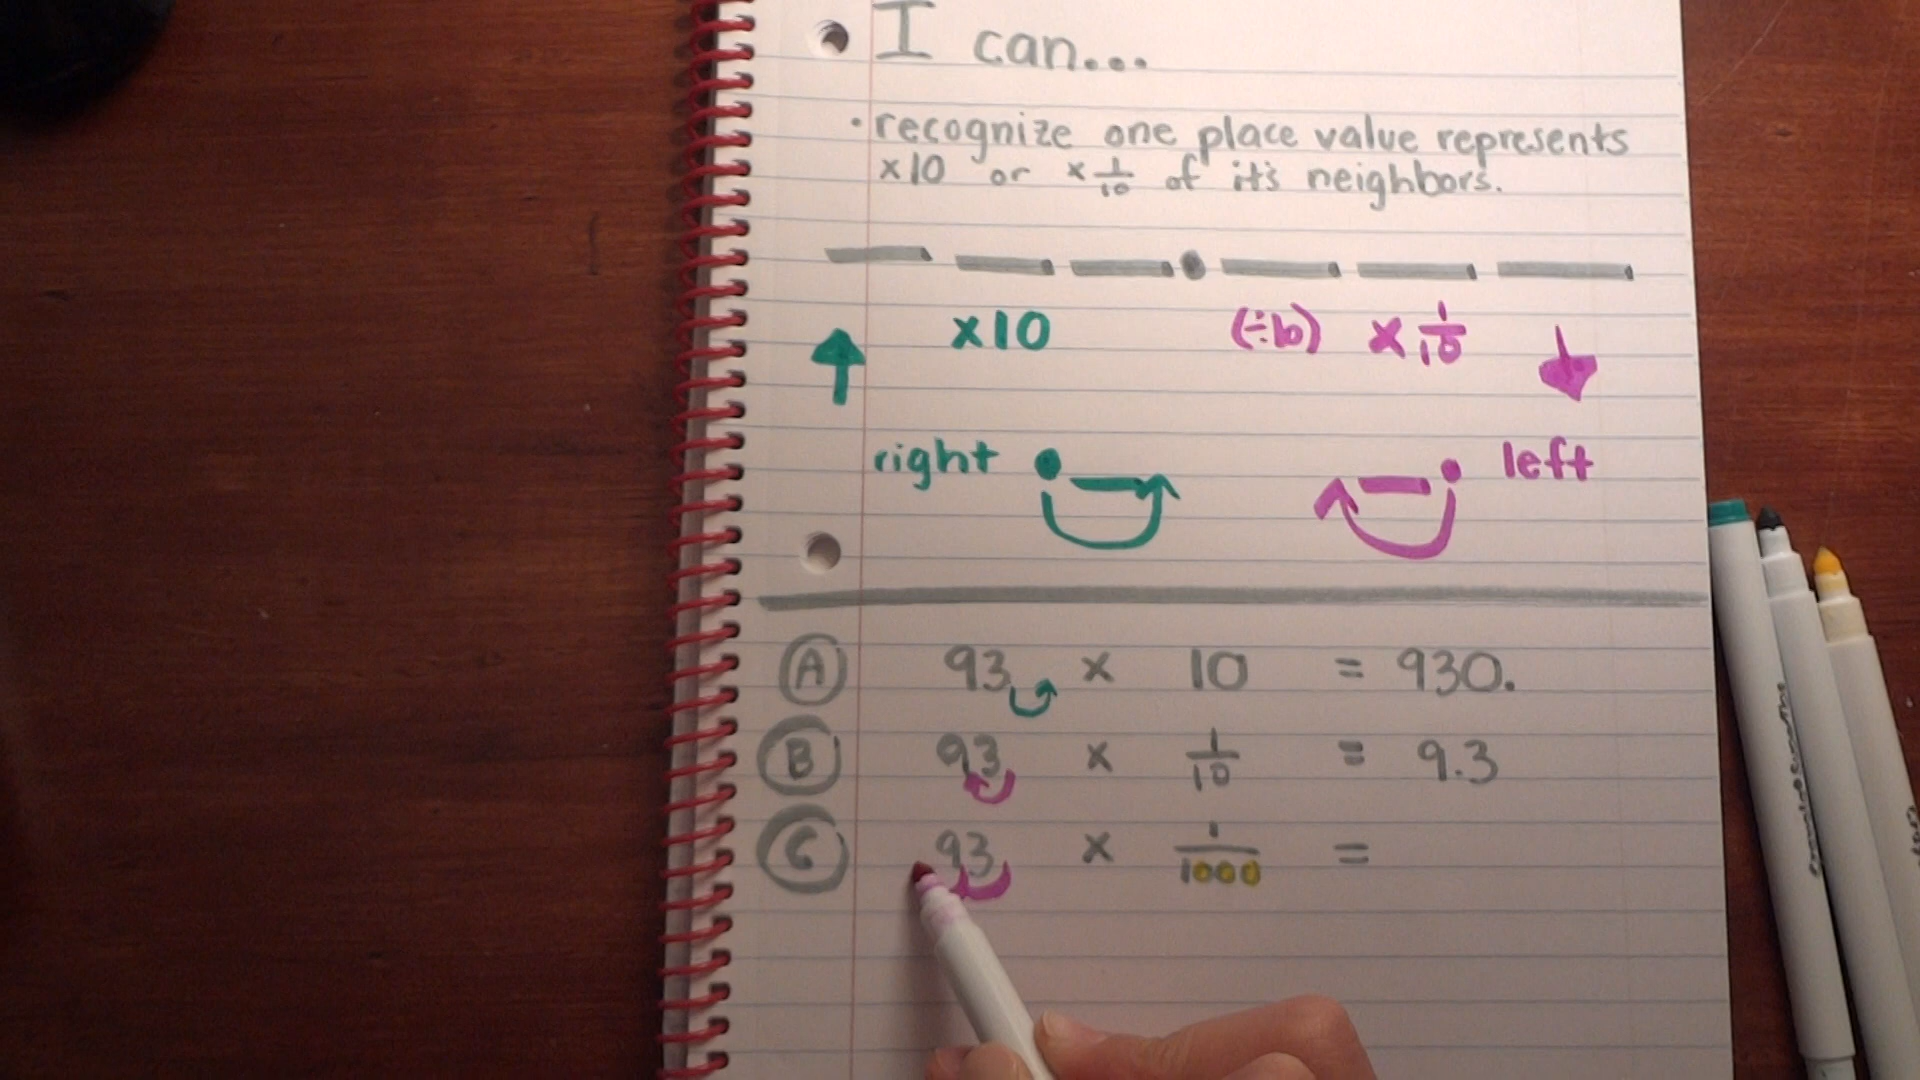 I can...
• recognize one place value represents
×10 or × 1/10 of it's neighbors.
×10 (÷10) × 1/10
right left
A 93 × 10 = 930.
B 93 × 1/10 = 9.3
C 93 × 1/1000 =